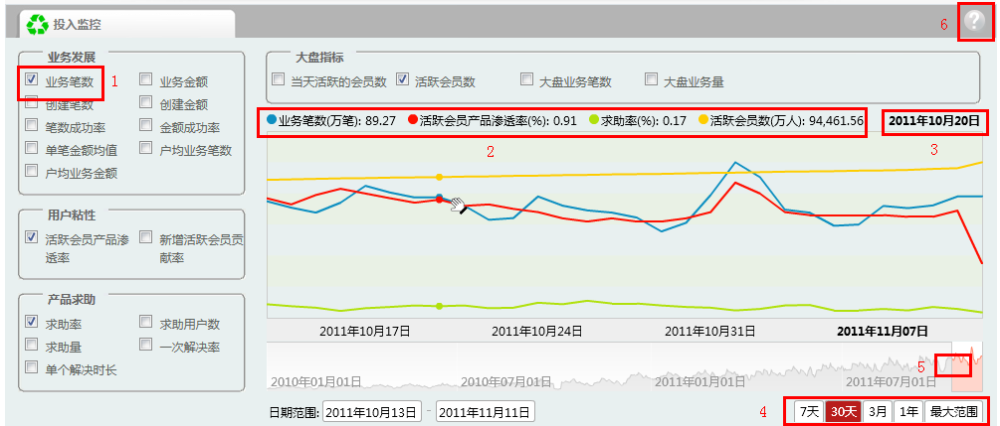 投入监控
6
业务发展
业务笔数
1
业务金额
创建笔数
创建金额
笔数成功率
金额成功率
单笔金额均值
户均业务笔数
户均业务金额
用户粘性
活跃会员产品渗
透率
新增活跃会员贡
献率
产品求助
求助率
求助用户数
求助量
一次解决率
单个解决时长
大盘指标
当天活跃的会员数
活跃会员数
大盘业务笔数
大盘业务量
业务笔数(万笔): 89.27 活跃会员产品渗透率(%): 0.91 求助率(%): 0.17 活跃会员数(万人): 94,461.56
2011年10月20日
2
3
2011年10月17日 2011年10月24日 2011年10月31日 2011年11月07日
5
2010年01月01日 2010年07月01日 2011年01月01日 2011年07月01日
日期范围: 2011年10月13日 - 2011年11月11日
4
7天 30天 3月 1年 最大范围